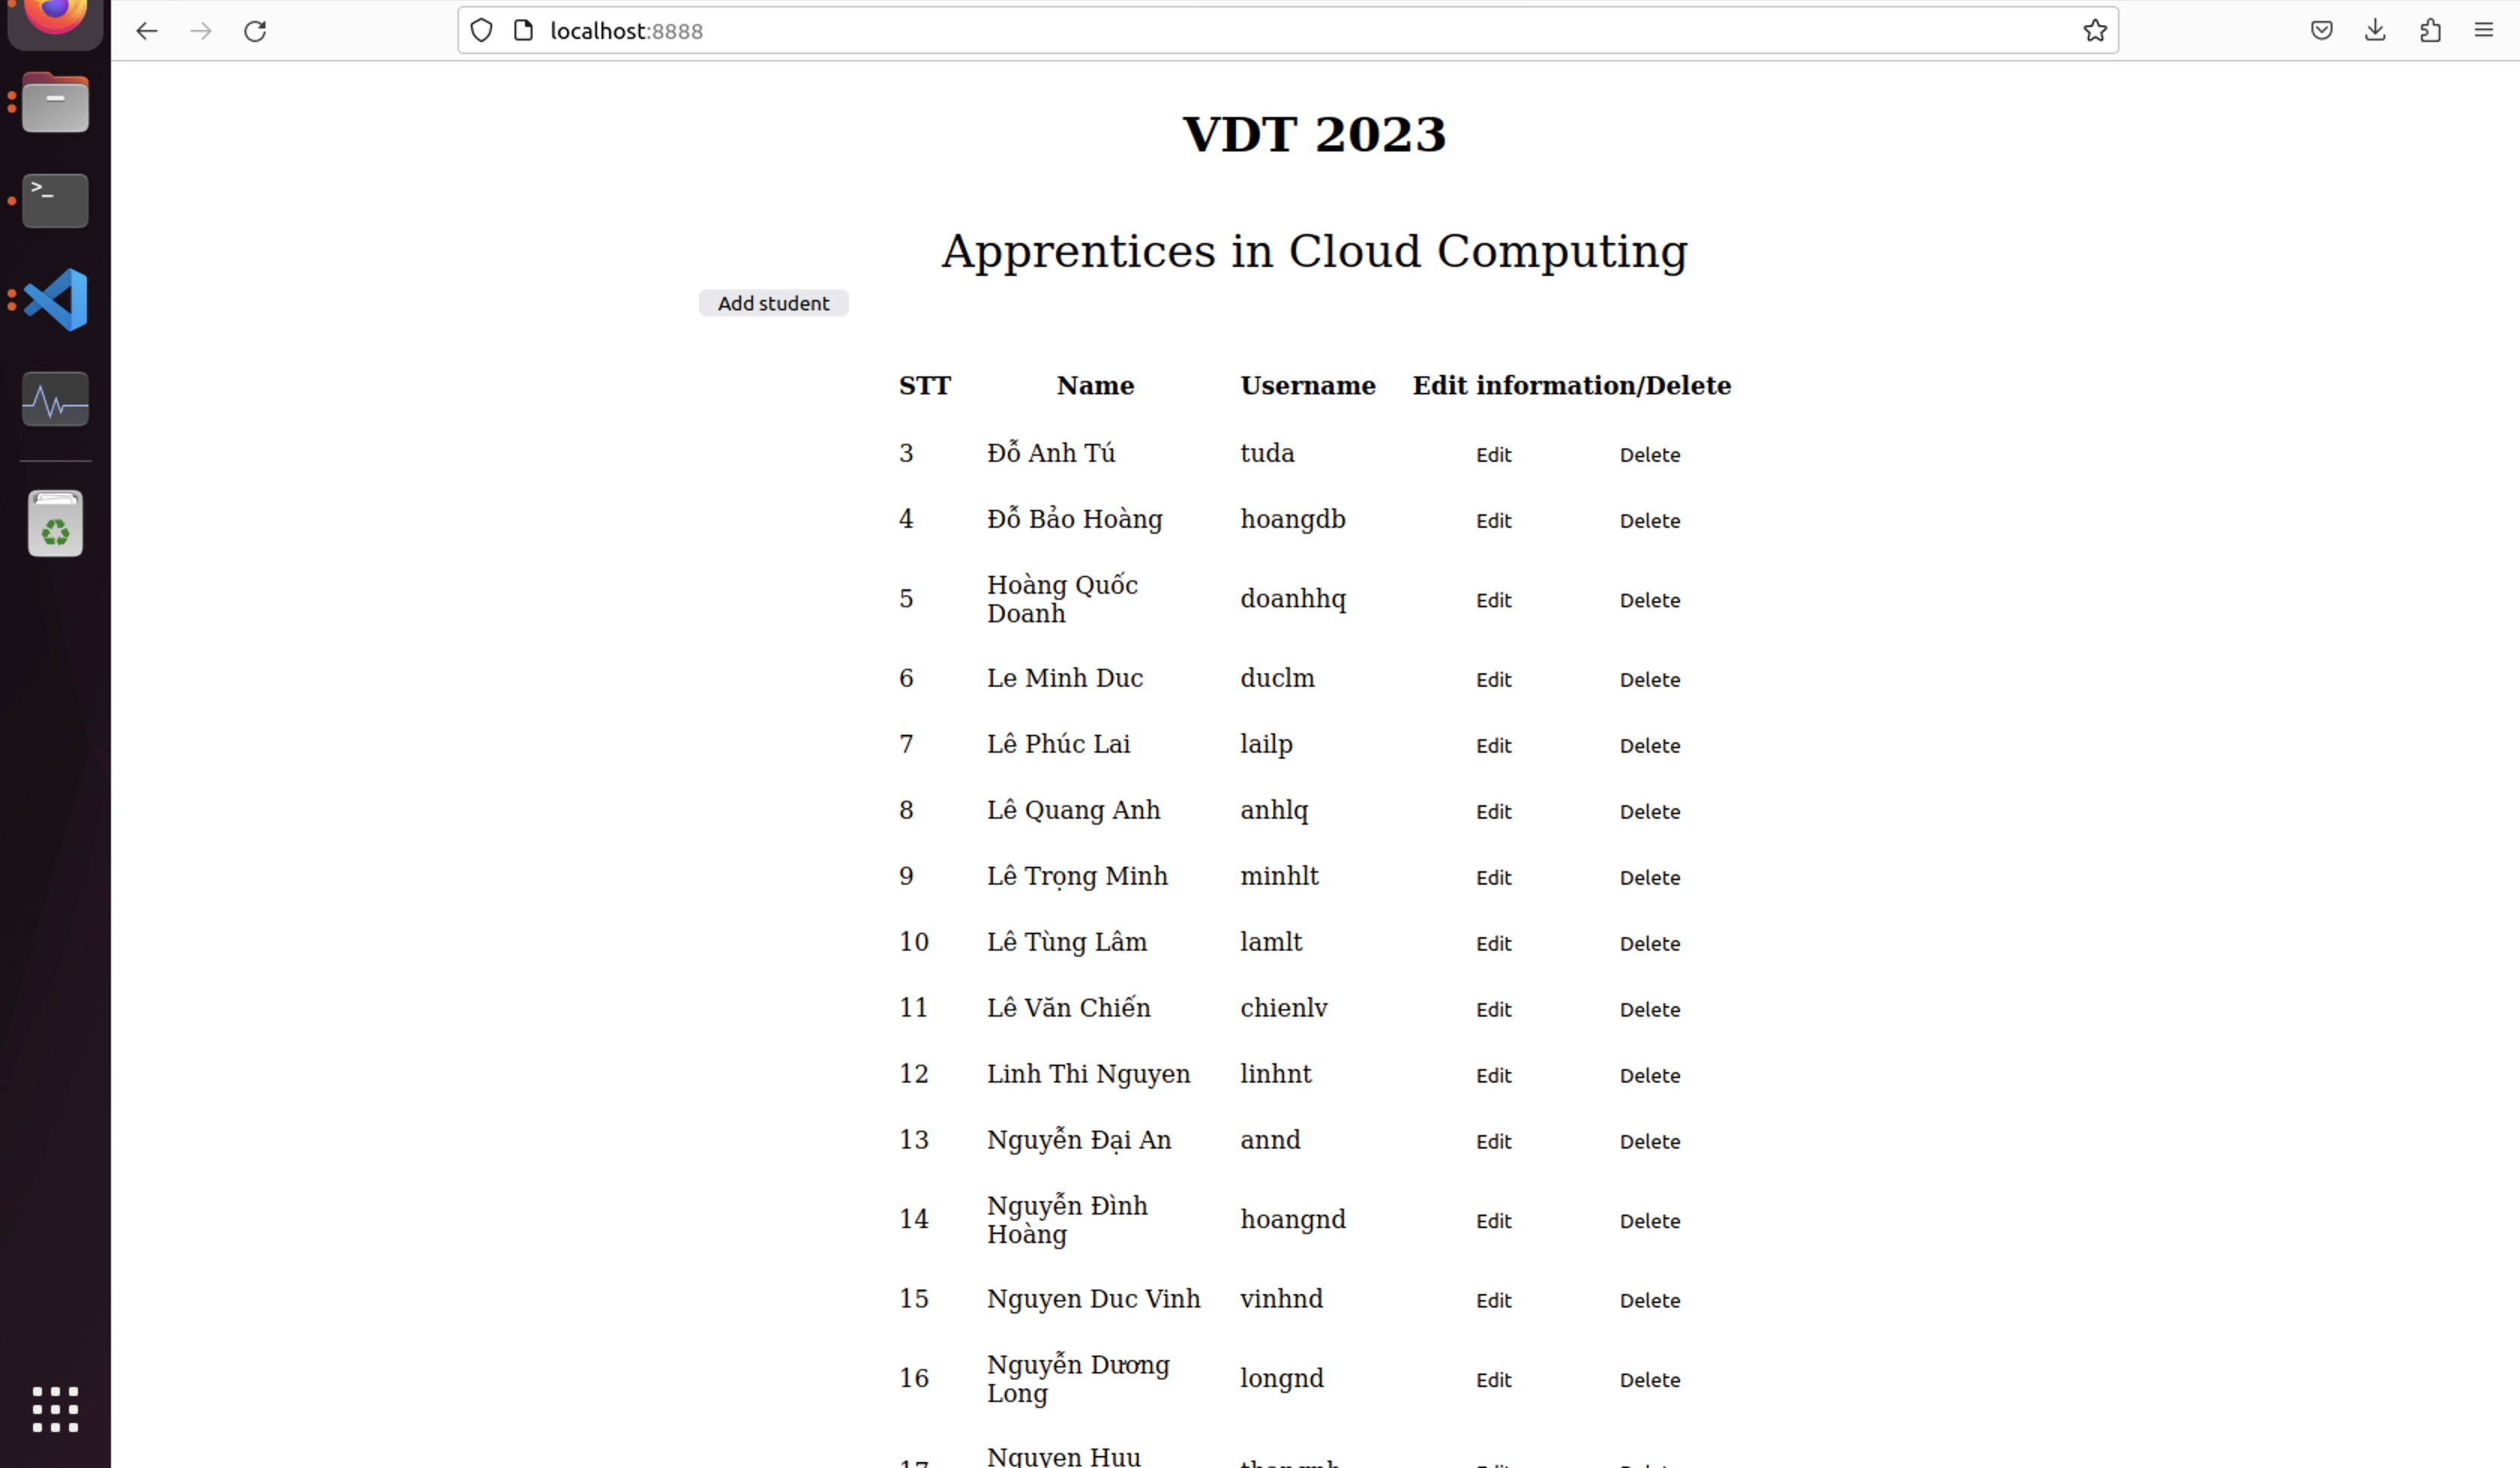 localhost:8888
VDT 2023
Apprentices in Cloud Computing
Add student
STT Name Username Edit information/Delete
3 Đỗ Anh Tú tuda Edit Delete
4 Đỗ Bảo Hoàng hoangdb Edit Delete
5 Hoàng Quốc
Doanh doanhhq Edit Delete
6 Le Minh Duc duclm Edit Delete
7 Lê Phúc Lai lailp Edit Delete
8 Lê Quang Anh anhlq Edit Delete
9 Lê Trọng Minh minhlt Edit Delete
10 Lê Tùng Lâm lamlt Edit Delete
11 Lê Văn Chiến chienlv Edit Delete
12 Linh Thi Nguyen linhnt Edit Delete
13 Nguyễn Đại An annd Edit Delete
14 Nguyễn Đình
Hoàng hoangnd Edit Delete
15 Nguyen Duc Vinh vinhnd Edit Delete
16 Nguyễn Dương
Long longnd Edit Delete
Nguyen Huu